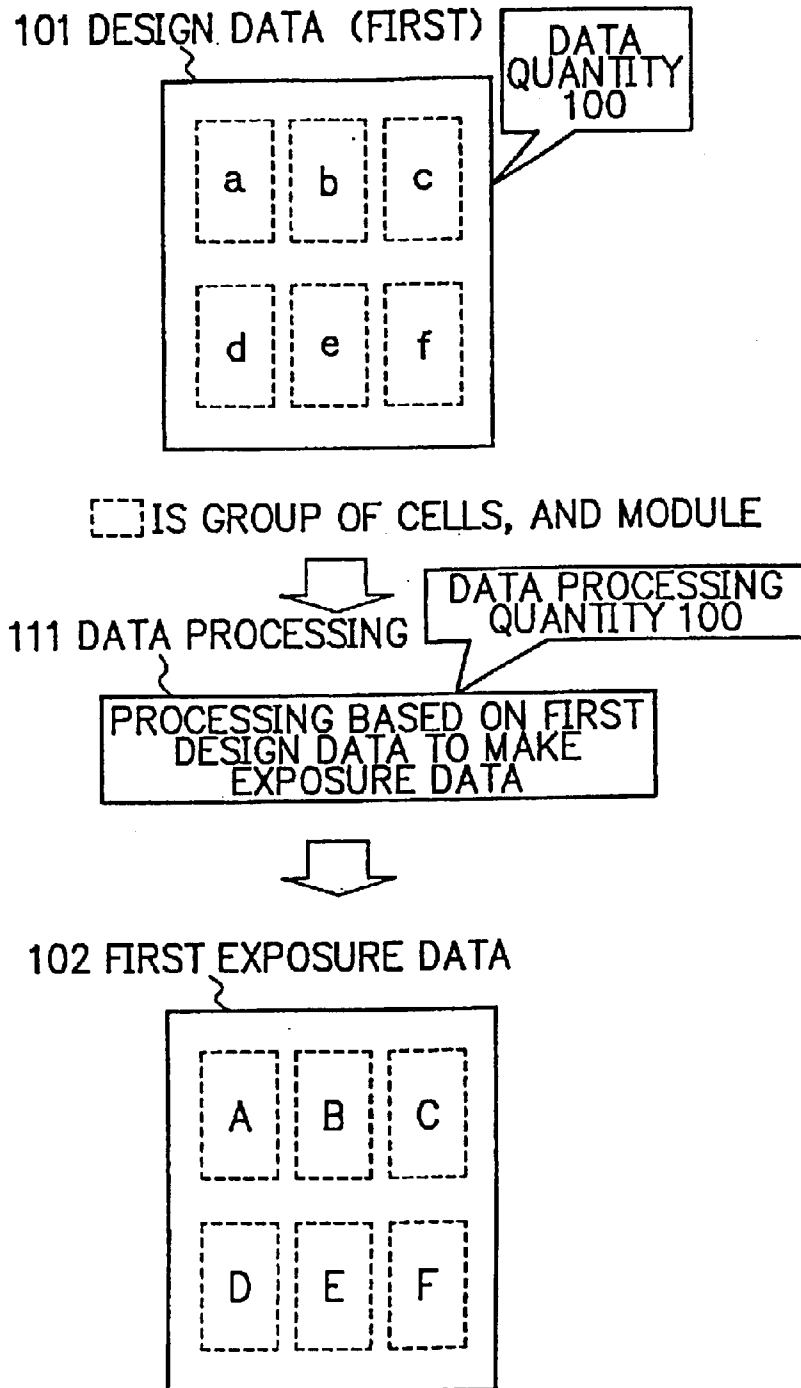 101 DESIGN DATA (FIRST)
DATA
QUANTITY
100
a b c
d e f
IS GROUP OF CELLS, AND MODULE
DATA PROCESSING
QUANTITY 100
111 DATA PROCESSING
PROCESSING BASED ON FIRST
DESIGN DATA TO MAKE
EXPOSURE DATA
102 FIRST EXPOSURE DATA
A B C
D E F